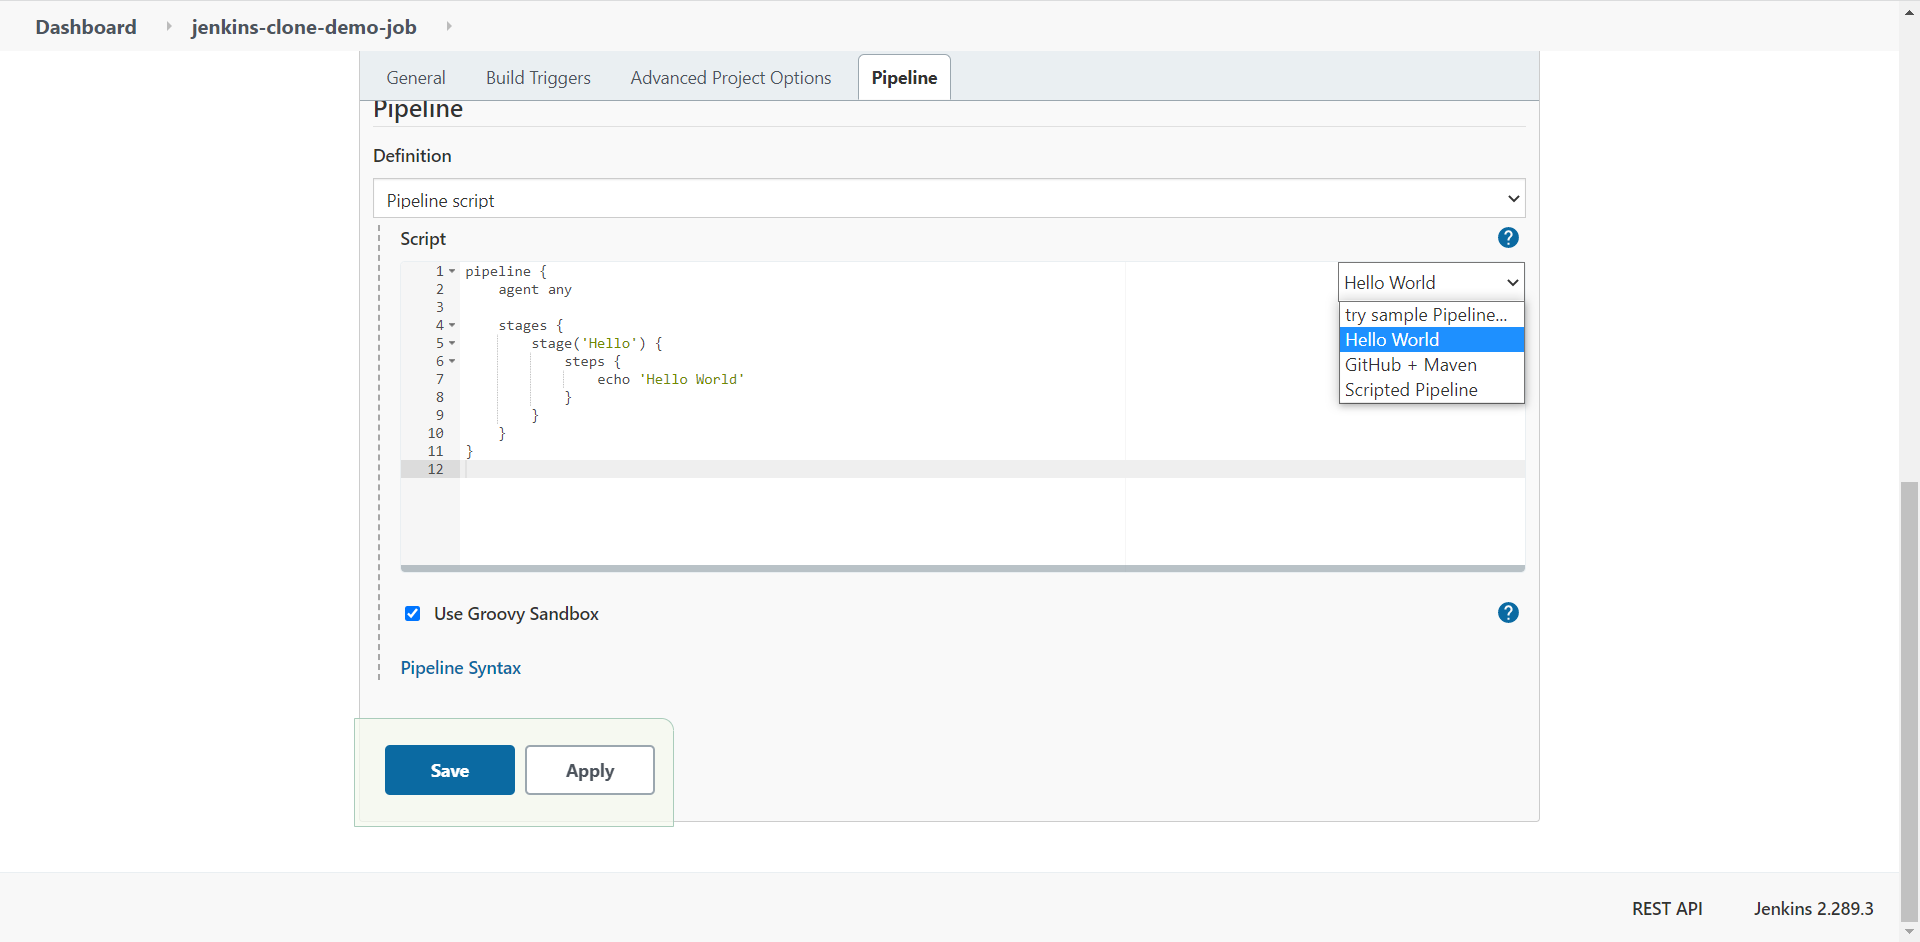 Dashboard jenkins-clone-demo-job
General Build Triggers Advanced Project Options Pipeline
Pipeline
Definition
Pipeline script
Script ?
1 pipeline {
2     agent any
3
4     stages {
5         stage('Hello') {
6             steps {
7                 echo 'Hello World'
8             }
9         }
10     }
11 }
12
Hello World
try sample Pipeline...
Hello World
GitHub + Maven
Scripted Pipeline
Use Groovy Sandbox ?
Pipeline Syntax
Save Apply
REST API Jenkins 2.289.3